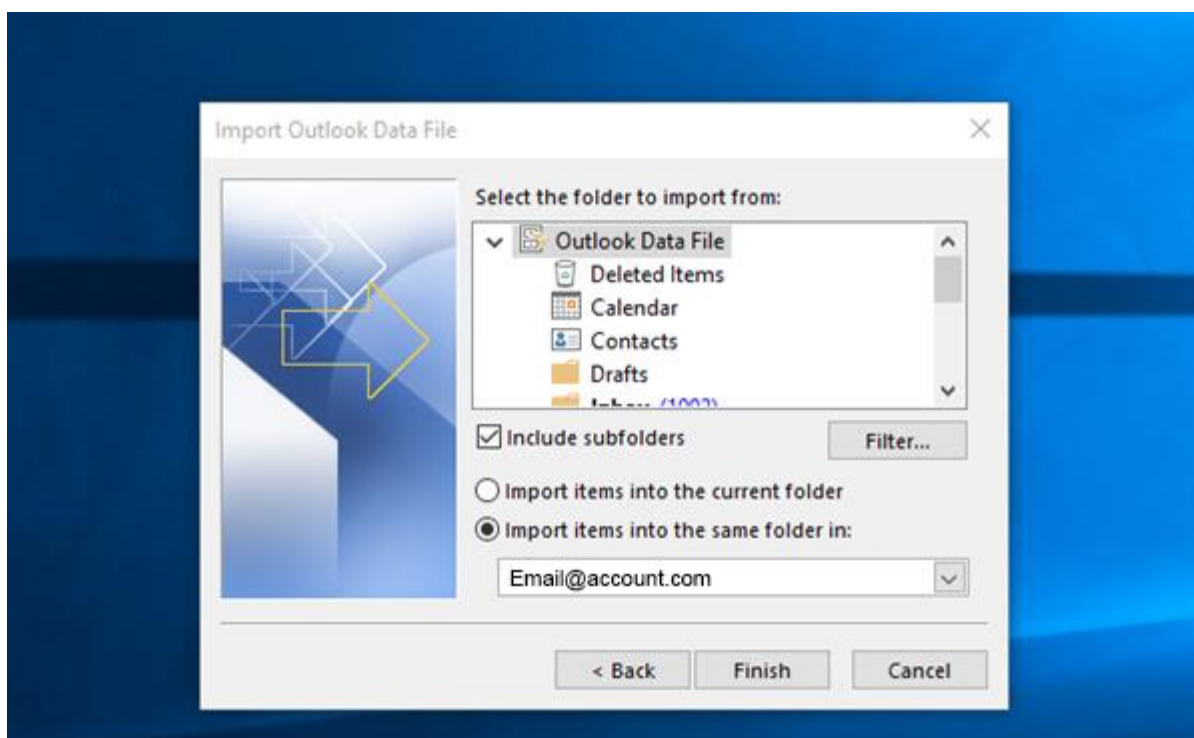 Import Outlook Data File
Select the folder to import from:
Outlook Data File
Deleted Items
Calendar
Contacts
Drafts
Inbox (1002)
Include subfolders
Filter...
Import items into the current folder
Import items into the same folder in:
Email@account.com
< Back
Finish
Cancel